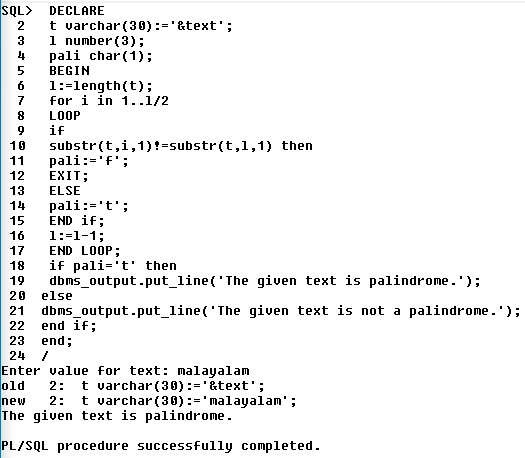 SQL>  DECLARE
  2  t varchar(30):='&text';
  3  l number(3);
  4  pali char(1);
  5  BEGIN
  6  l:=length(t);
  7  for i in 1..l/2
  8  LOOP
  9  if
 10  substr(t,i,1)!=substr(t,l,1) then
 11  pali:='f';
 12  EXIT;
 13  ELSE
 14  pali:='t';
 15  END if;
 16  l:=l-1;
 17  END LOOP;
 18  if pali='t' then
 19  dbms_output.put_line('The given text is palindrome.');
 20  else
 21  dbms_output.put_line('The given text is not a palindrome.');
 22  end if;
 23  end;
 24  /
Enter value for text: malayalam
old   2:  t varchar(30):='&text';
new   2:  t varchar(30):='malayalam';
The given text is palindrome.
PL/SQL procedure successfully completed.